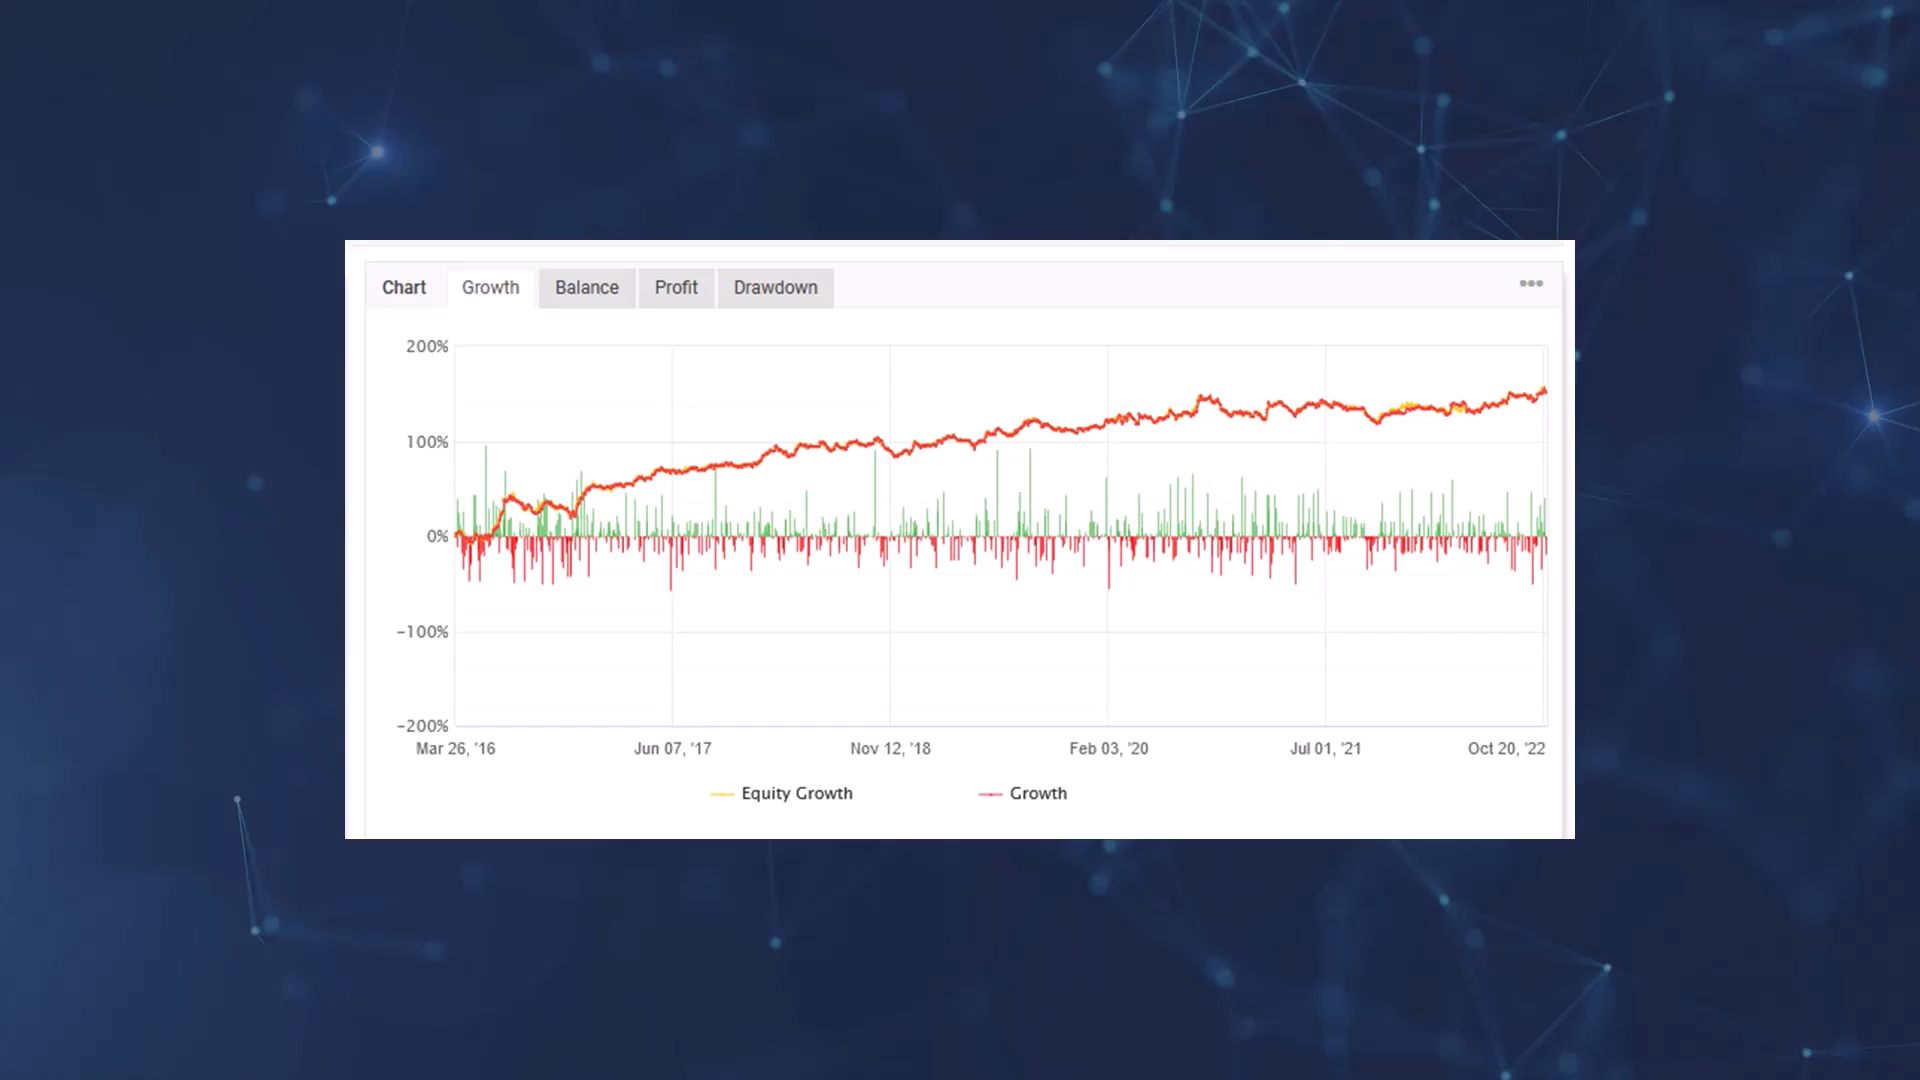 Chart Growth Balance Profit Drawdown
200%
100%
0%
-100%
-200%
Mar 26, '16 Jun 07, '17 Nov 12, '18 Feb 03, '20 Jul 01, '21 Oct 20, '22
Equity Growth Growth